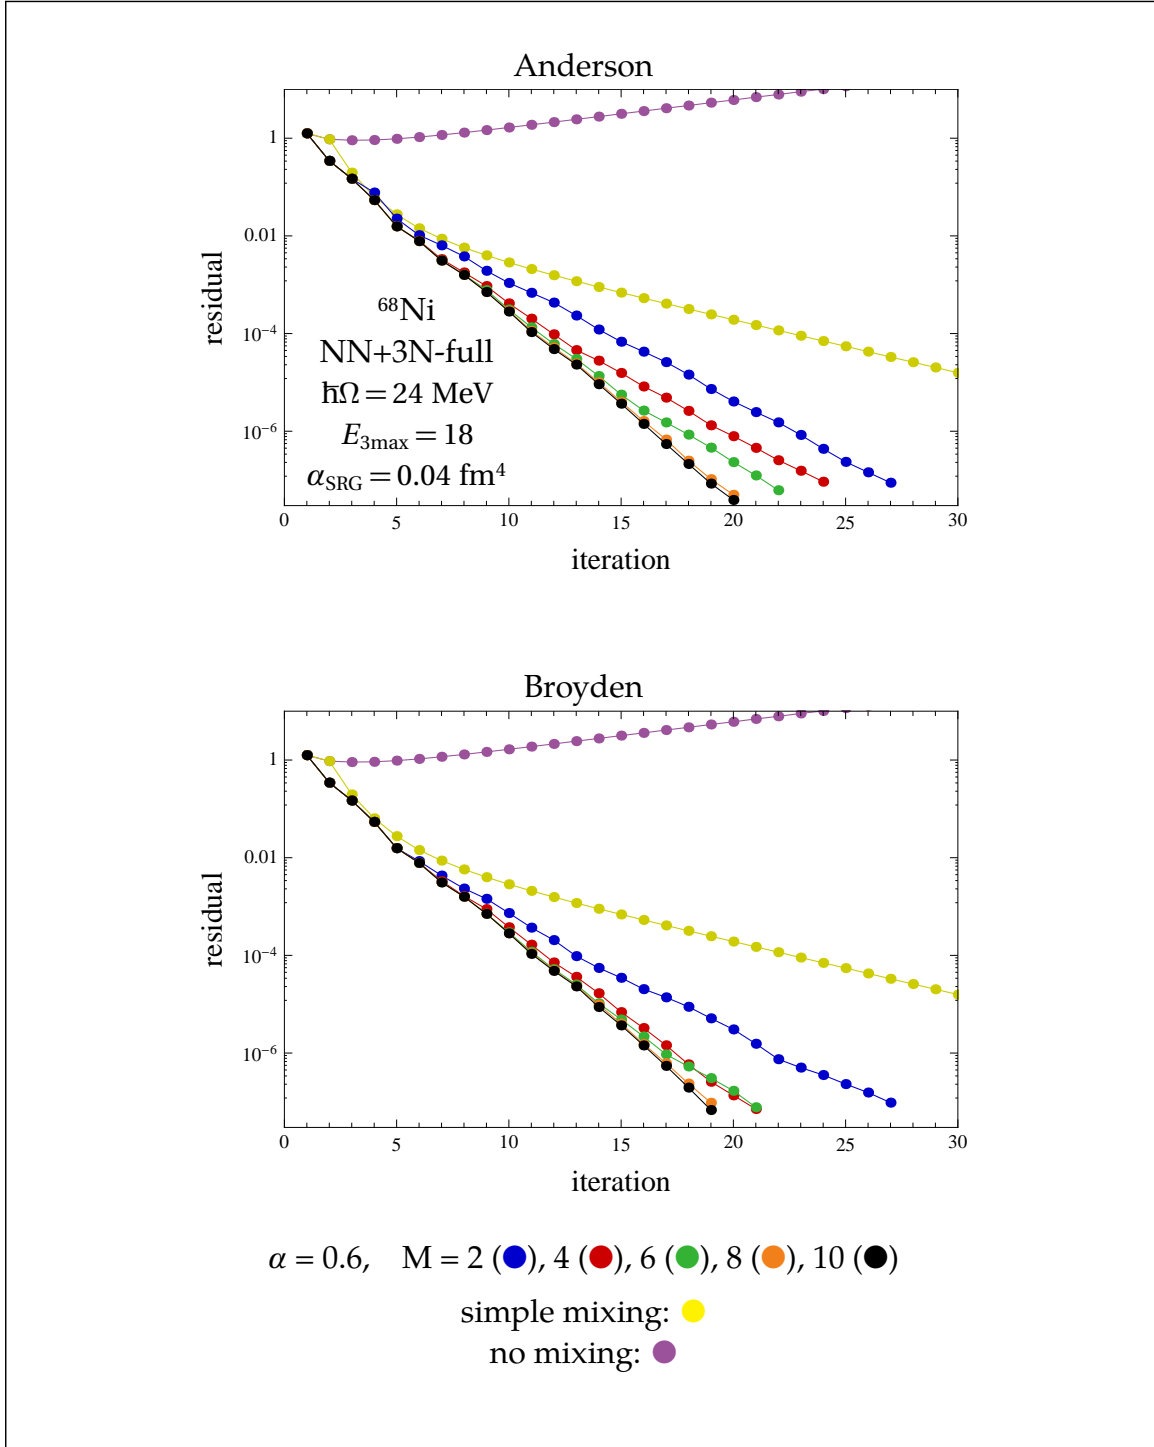 Anderson
1
0.01
10⁻⁴
10⁻⁶
residual
⁶⁸Ni
NN+3N-full
ħΩ = 24 MeV
E₃max = 18
α_SRG = 0.04 fm⁴
0 5 10 15 20 25 30
iteration
Broyden
1
0.01
10⁻⁴
10⁻⁶
residual
0 5 10 15 20 25 30
iteration
α = 0.6, M = 2 (●), 4 (●), 6 (●), 8 (●), 10 (●)
simple mixing: ●
no mixing: ●